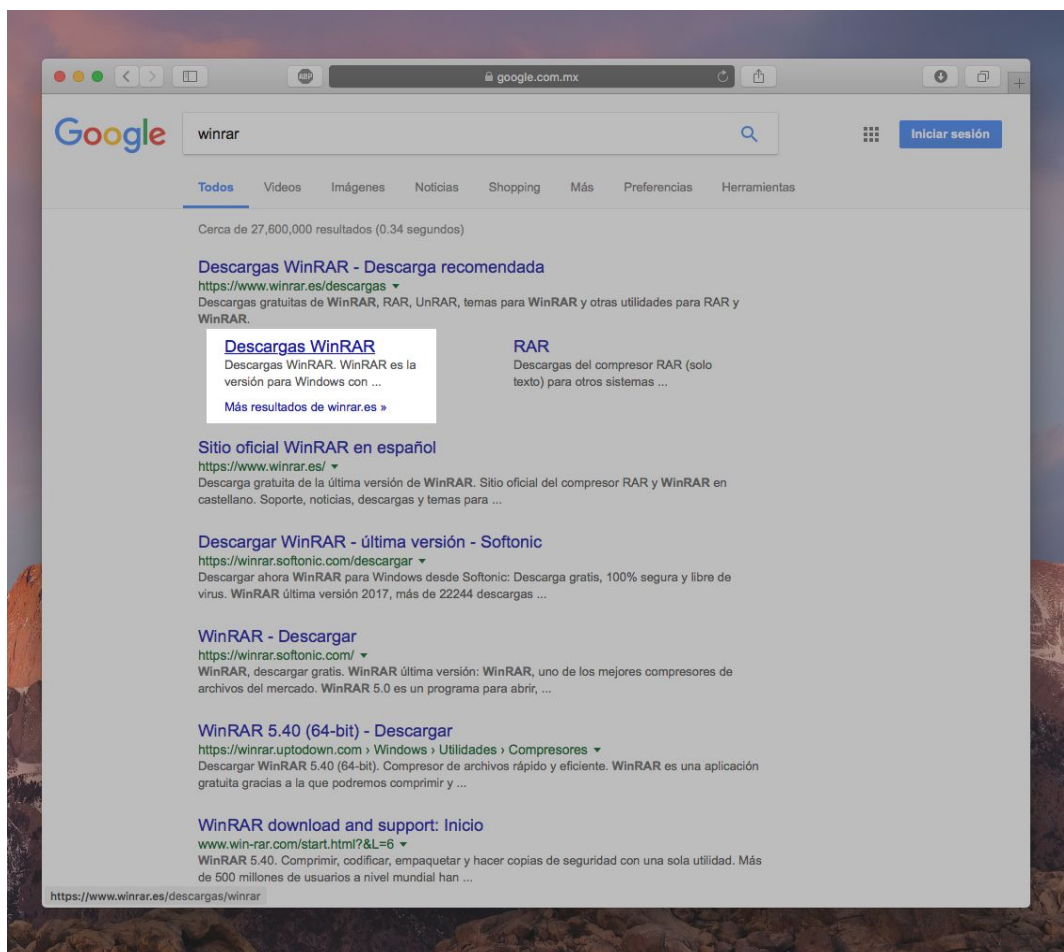 ABP
google.com.mx
Google
winrar
Iniciar sesión
Todos Videos Imágenes Noticias Shopping Más Preferencias Herramientas
Cerca de 27,600,000 resultados (0.34 segundos)
Descargas WinRAR - Descarga recomendada
https://www.winrar.es/descargas
Descargas gratuitas de WinRAR, RAR, UnRAR, temas para WinRAR y otras utilidades para RAR y
WinRAR.
Descargas WinRAR
Descargas WinRAR. WinRAR es la
versión para Windows con ...
Más resultados de winrar.es »
RAR
Descargas del compresor RAR (solo
texto) para otros sistemas ...
Sitio oficial WinRAR en español
https://www.winrar.es/
Descarga gratuita de la última versión de WinRAR. Sitio oficial del compresor RAR y WinRAR en
castellano. Soporte, noticias, descargas y temas para ...
Descargar WinRAR - última versión - Softonic
https://winrar.softonic.com/descargar
Descargar ahora WinRAR para Windows desde Softonic: Descarga gratis, 100% segura y libre de
virus. WinRAR última versión 2017, más de 22244 descargas ...
WinRAR - Descargar
https://winrar.softonic.com/
WinRAR, descargar gratis. WinRAR última versión: WinRAR, uno de los mejores compresores de
archivos del mercado. WinRAR 5.0 es un programa para abrir, ...
WinRAR 5.40 (64-bit) - Descargar
https://winrar.uptodown.com › Windows › Utilidades › Compresores
Descargar WinRAR 5.40 (64-bit). Compresor de archivos rápido y eficiente. WinRAR es una aplicación
gratuita gracias a la que podremos comprimir y ...
WinRAR download and support: Inicio
www.win-rar.com/start.html?&L=6
WinRAR 5.40. Comprimir, codificar, empaquetar y hacer copias de seguridad con una sola utilidad. Más
de 500 millones de usuarios a nivel mundial han ...
https://www.winrar.es/descargas/winrar